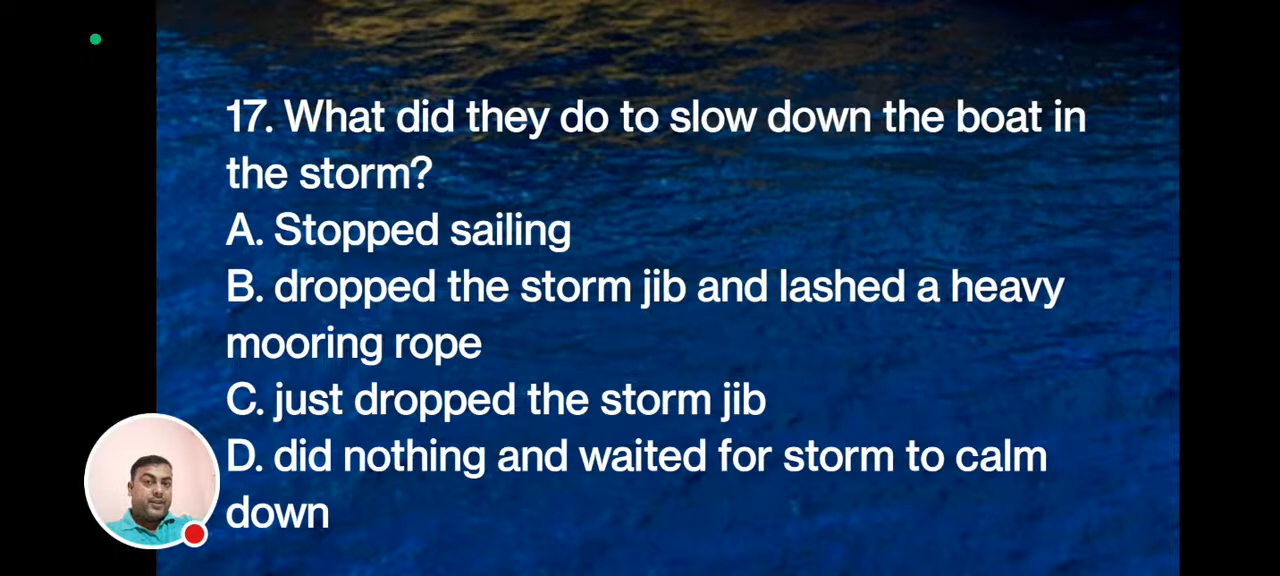 17. What did they do to slow down the boat in
the storm?
A. Stopped sailing
B. dropped the storm jib and lashed a heavy
mooring rope
C. just dropped the storm jib
D. did nothing and waited for storm to calm
down